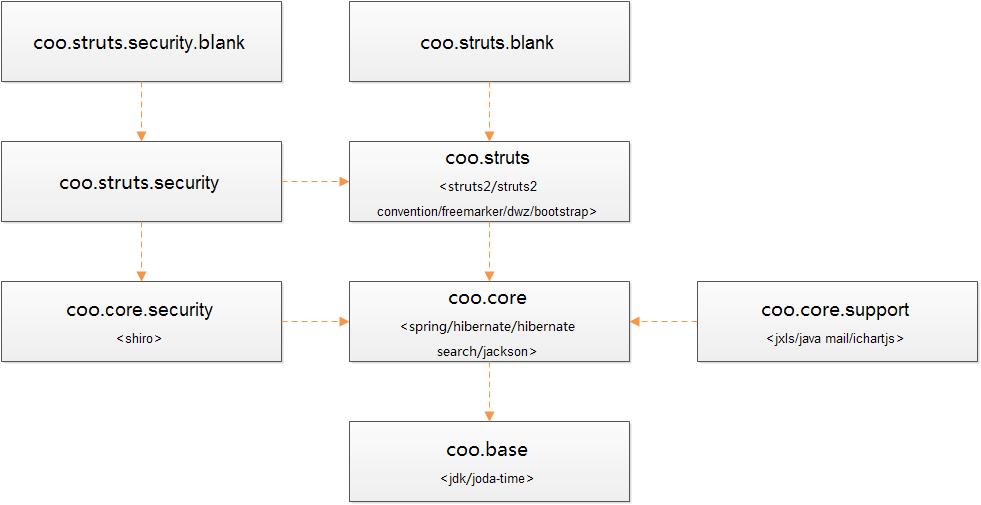 coo.struts.security.blank
coo.struts.blank
coo.struts.security
coo.struts
<struts2/struts2
convention/freemarker/dwz/bootstrap>
coo.core.security
<shiro>
coo.core
<spring/hibernate/hibernate
search/jackson>
coo.core.support
<jxls/java mail/ichartjs>
coo.base
<jdk/joda-time>